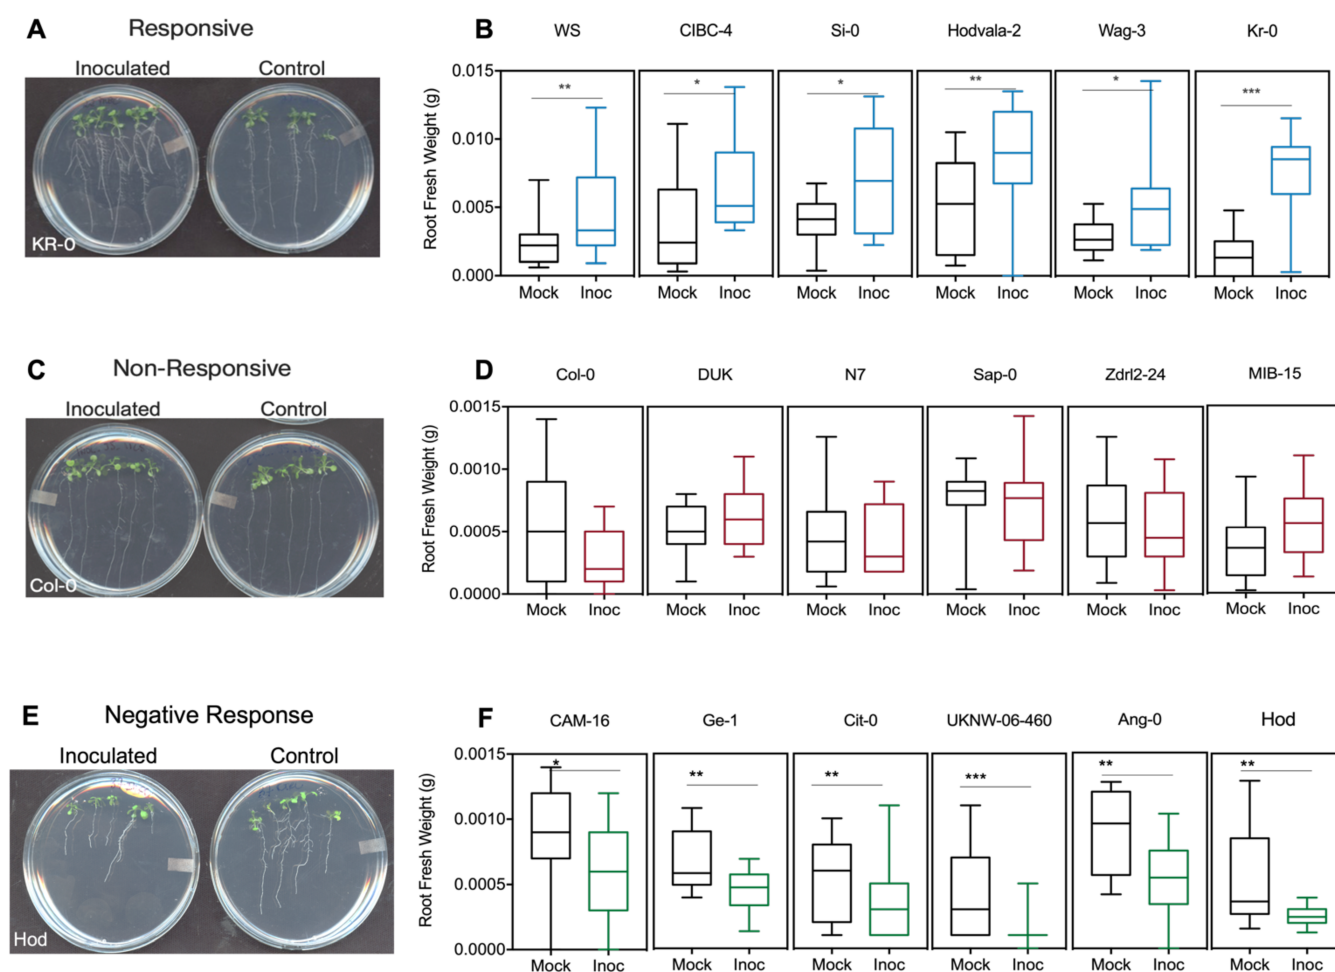 A
Responsive
Inoculated Control
KR-0
B
WS CIBC-4 Si-0 Hodvala-2 Wag-3 Kr-0
Root Fresh Weight (g)
0.015
0.010
0.005
0.000
** * * ** * ***
Mock Inoc Mock Inoc Mock Inoc Mock Inoc Mock Inoc Mock Inoc
C
Non-Responsive
Inoculated Control
Col-0
D
Col-0 DUK N7 Sap-0 Zdrl2-24 MIB-15
Root Fresh Weight (g)
0.0015
0.0010
0.0005
0.0000
Mock Inoc Mock Inoc Mock Inoc Mock Inoc Mock Inoc Mock Inoc
E
Negative Response
Inoculated Control
Hod
F
CAM-16 Ge-1 Cit-0 UKNW-06-460 Ang-0 Hod
Root Fresh Weight (g)
0.0015
0.0010
0.0005
0.0000
* ** ** *** ** **
Mock Inoc Mock Inoc Mock Inoc Mock Inoc Mock Inoc Mock Inoc